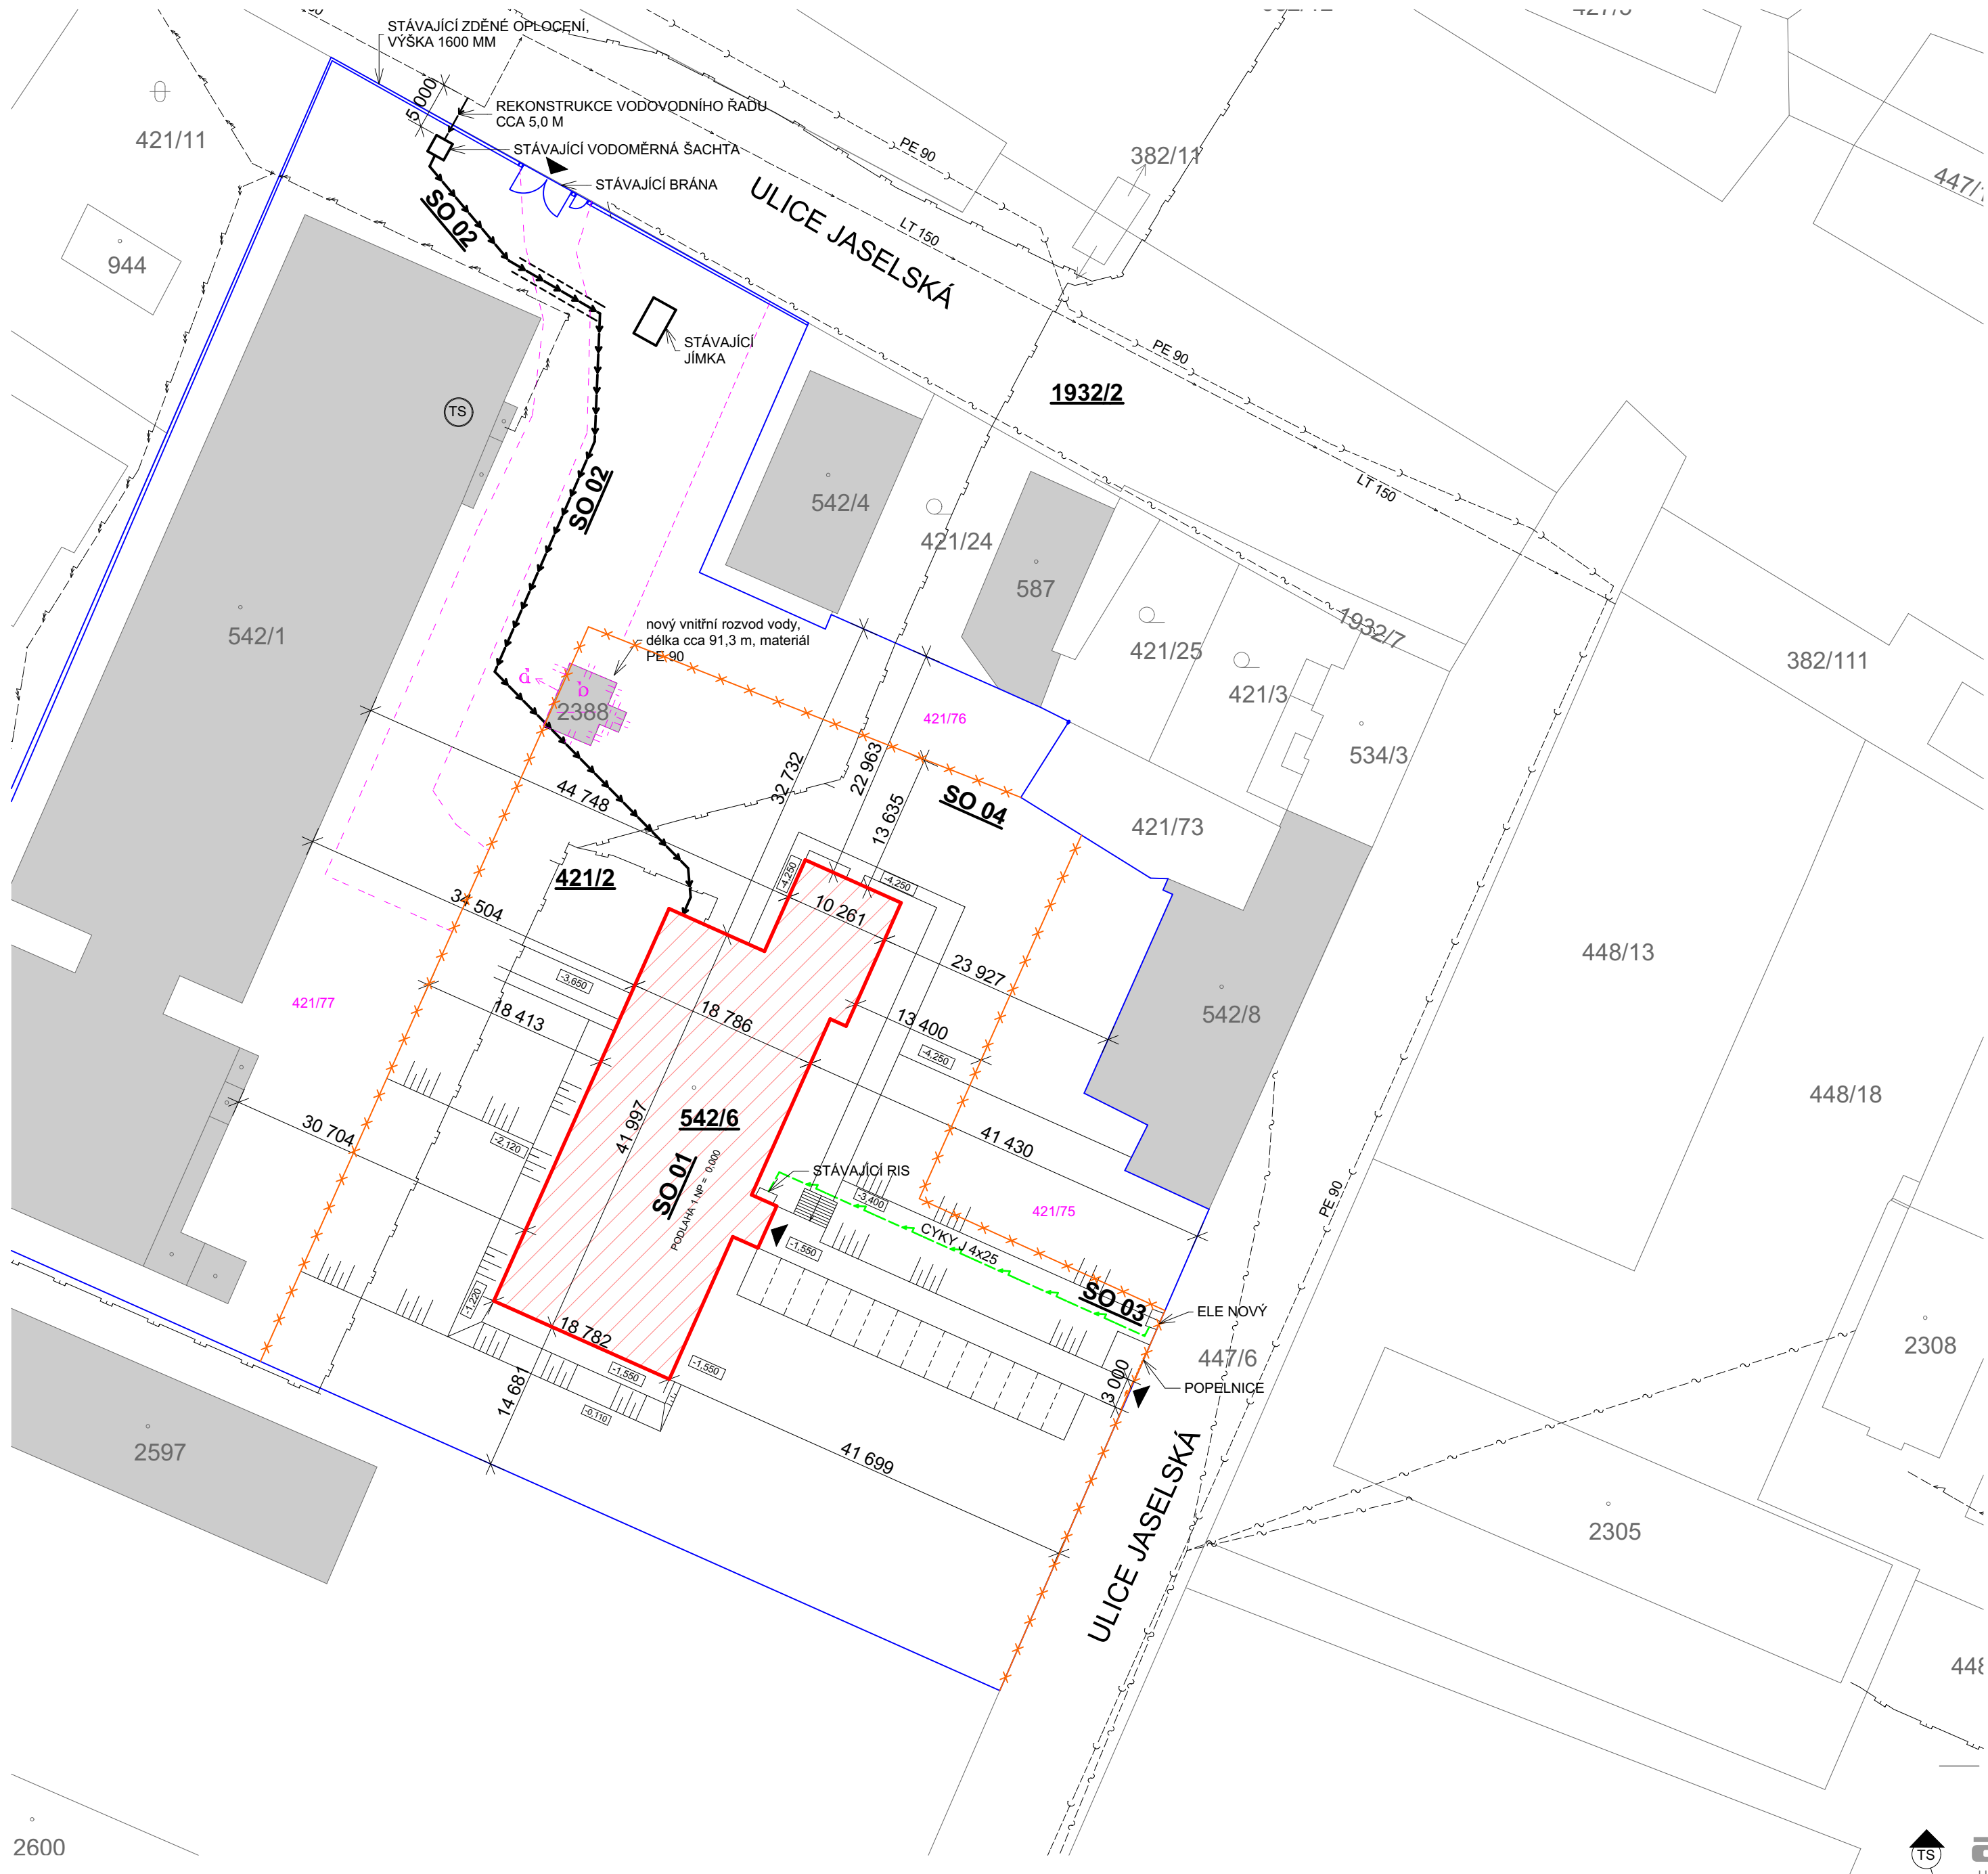 STÁVAJÍCÍ ZDĚNÉ OPLOCENÍ,
VÝŠKA 1600 MM
5 000
REKONSTRUKCE VODOVODNÍHO ŘADU
CCA 5,0 M
STÁVAJÍCÍ VODOMĚRNÁ ŠACHTA
STÁVAJÍCÍ BRÁNA
421/11
944
SO 02
ULICE JASELSKÁ
PE 90
LT 150
382/11
STÁVAJÍCÍ
JÍMKA
TS
PE 90
1932/2
LT 150
542/4
421/24
587
SO 02
542/1
nový vnitřní rozvod vody,
délka cca 91,3 m, materiál
PE 90
421/25
1932/7
421/3
534/3
382/111
a
b
2388
421/76
44 748
32 732
22 963
13 635
SO 04
421/73
421/2
-4,250
-4,250
34 504
10 261
23 927
-3,650
421/77
18 413
18 786
13 400
-4,250
542/8
448/13
448/18
30 704
41 997
542/6
-2,120
41 430
SO 01
PODLAHA 1 NP = 0,000
STÁVAJÍCÍ RIS
-3,400
421/75
CYKY J 4x25
-1,550
PE 90
SO 03
ELE NOVÝ
-1,220
18 782
-1,550
-1,550
-0,110
14 681
3 000
447/6
POPELNICE
2308
41 699
2597
ULICE JASELSKÁ
2305
2600
TS